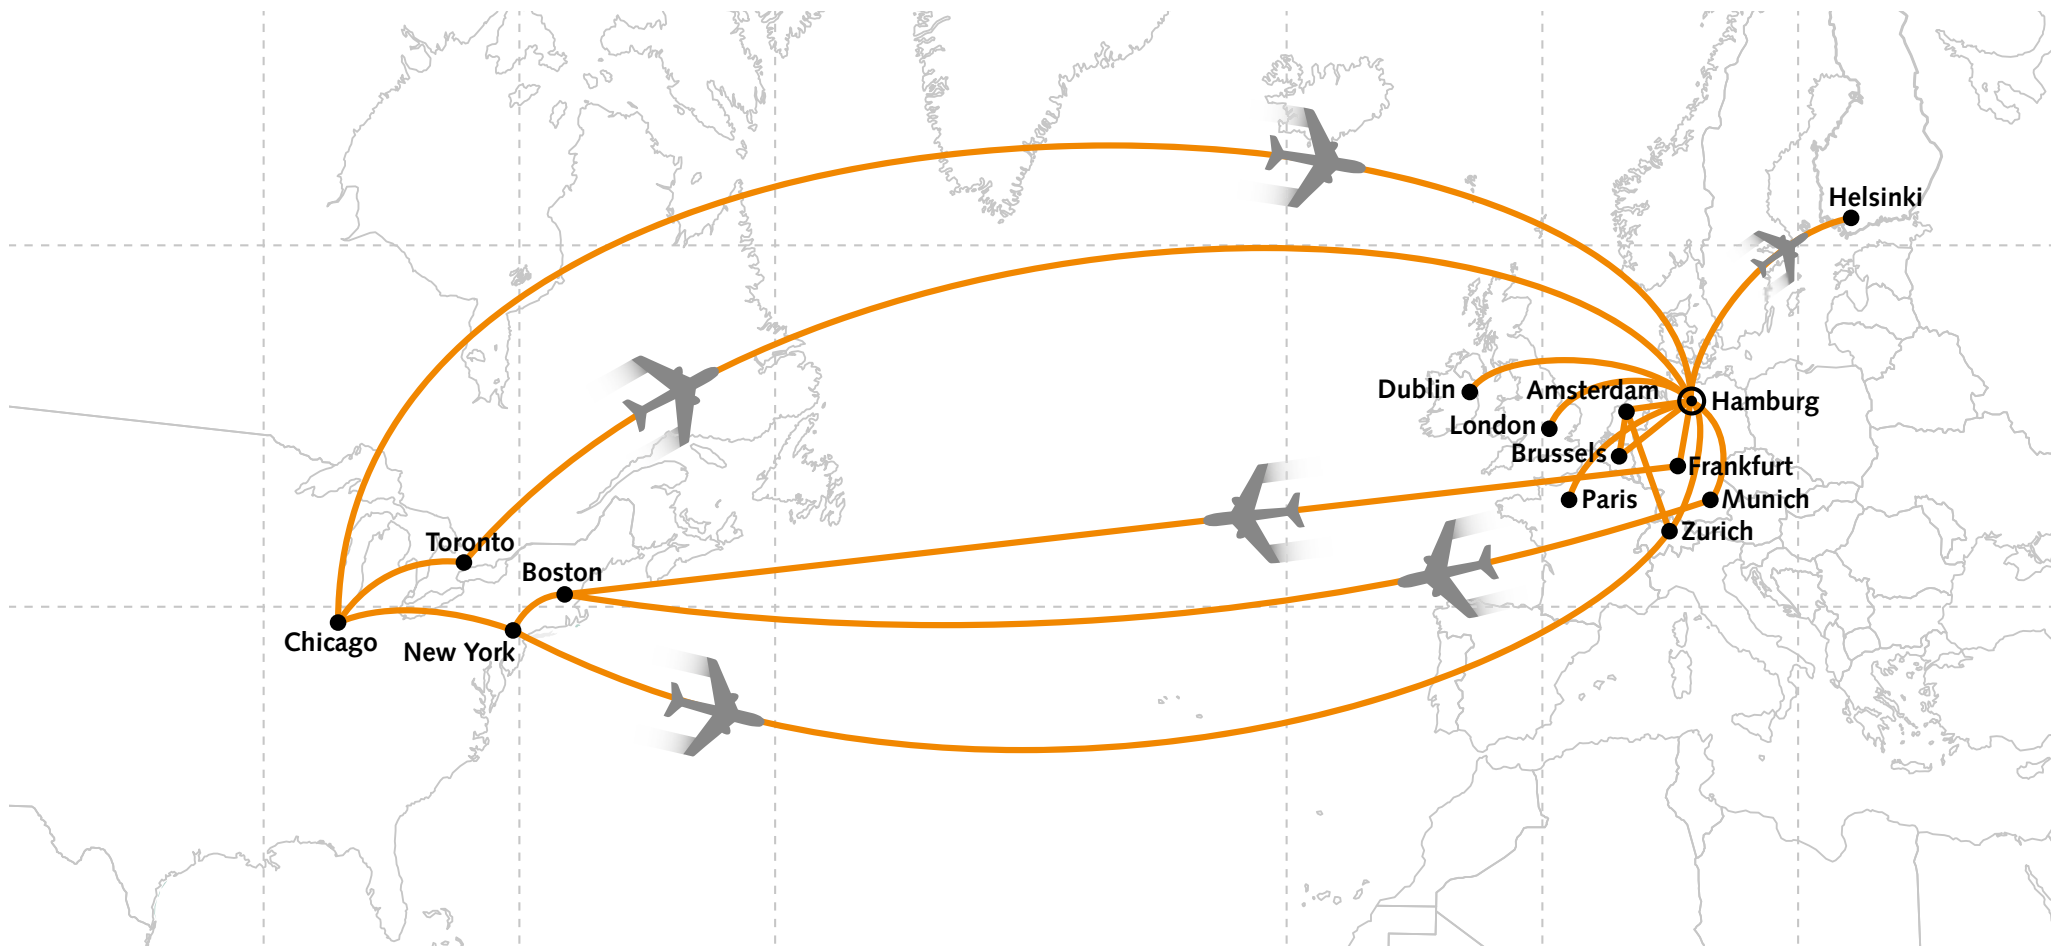 Helsinki
Dublin
Amsterdam
Hamburg
London
Brussels
Frankfurt
Paris
Munich
Zurich
Toronto
Boston
Chicago
New York